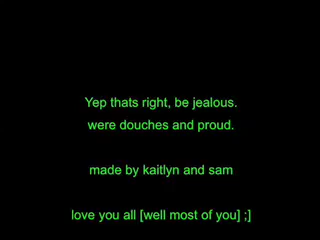 Yep thats right, be jealous.
were douches and proud.
made by kaitlyn and sam
love you all [well most of you] ;]